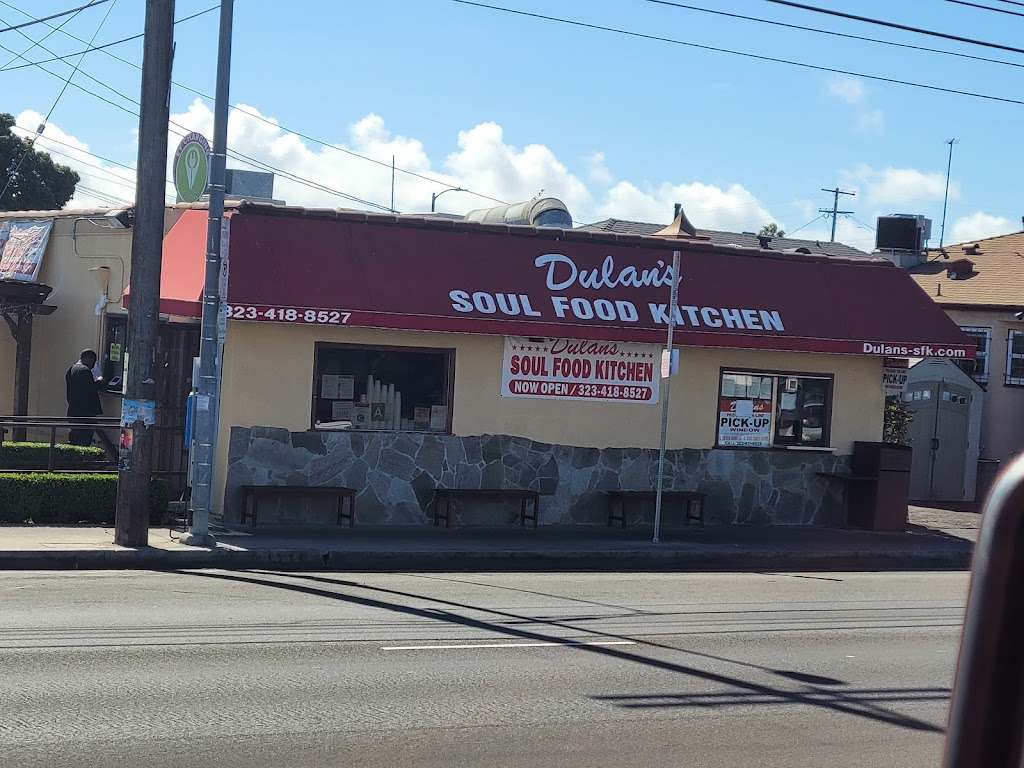 Dulan's
SOUL FOOD KITCHEN
323-418-8527
Dulans-sfk.com
Dulan's
SOUL FOOD KITCHEN
NOW OPEN / 323-418-8527
PICK-UP
WINDOW
PICK-UP
A